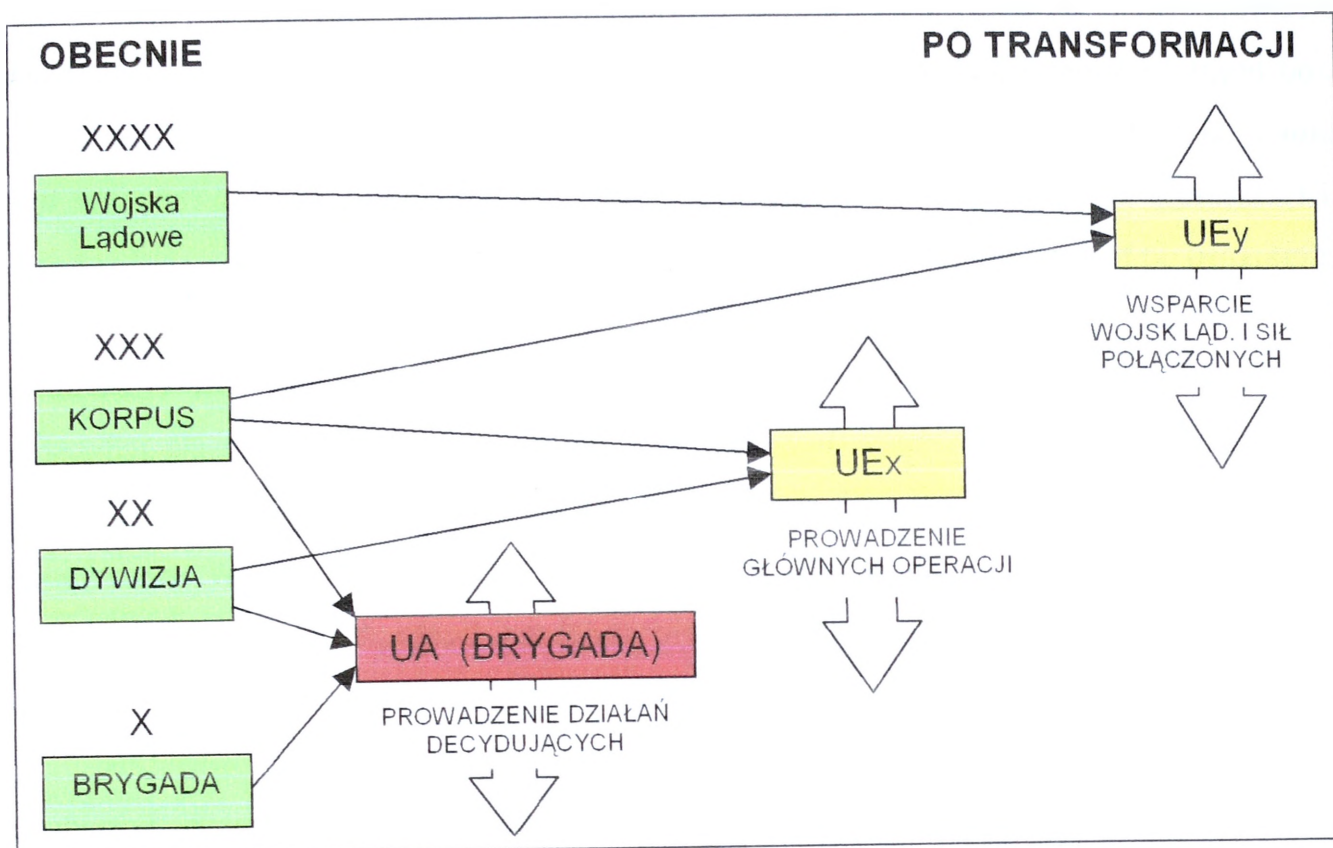 OBECNIE
PO TRANSFORMACJI
XXXX
Wojska
Lądowe
UEy
WSPARCIE
WOJSK LĄD. I SIŁ
POŁĄCZONYCH
XXX
KORPUS
UEx
PROWADZENIE
GŁÓWNYCH OPERACJI
XX
DYWIZJA
UA (BRYGADA)
PROWADZENIE DZIAŁAŃ
DECYDUJĄCYCH
X
BRYGADA